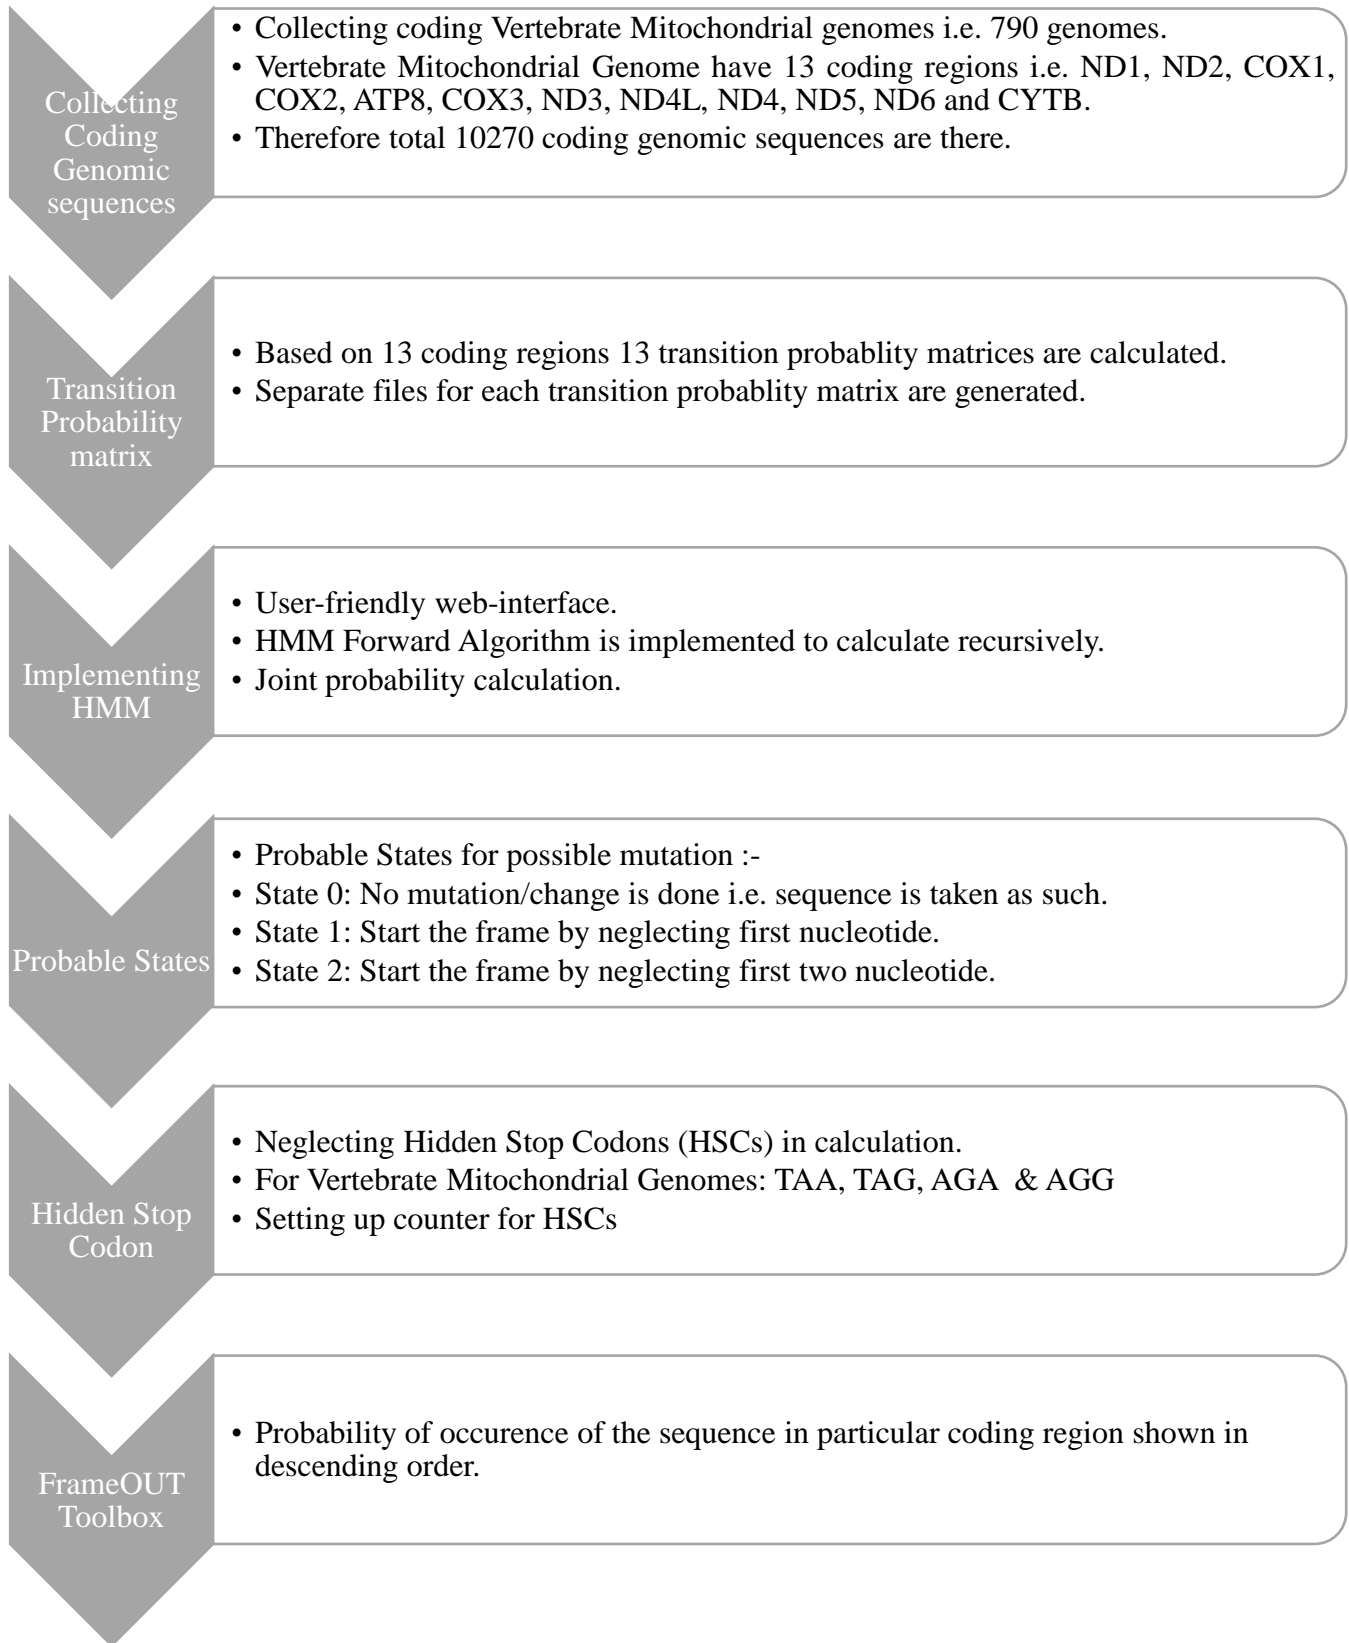 Collecting
Coding
Genomic
sequences
• Collecting coding Vertebrate Mitochondrial genomes i.e. 790 genomes.
• Vertebrate Mitochondrial Genome have 13 coding regions i.e. ND1, ND2, COX1,
COX2, ATP8, COX3, ND3, ND4L, ND4, ND5, ND6 and CYTB.
• Therefore total 10270 coding genomic sequences are there.
Transition
Probability
matrix
• Based on 13 coding regions 13 transition probablity matrices are calculated.
• Separate files for each transition probablity matrix are generated.
Implementing
HMM
• User-friendly web-interface.
• HMM Forward Algorithm is implemented to calculate recursively.
• Joint probability calculation.
Probable States
• Probable States for possible mutation :-
• State 0: No mutation/change is done i.e. sequence is taken as such.
• State 1: Start the frame by neglecting first nucleotide.
• State 2: Start the frame by neglecting first two nucleotide.
Hidden Stop
Codon
• Neglecting Hidden Stop Codons (HSCs) in calculation.
• For Vertebrate Mitochondrial Genomes: TAA, TAG, AGA & AGG
• Setting up counter for HSCs
FrameOUT
Toolbox
• Probability of occurence of the sequence in particular coding region shown in
descending order.